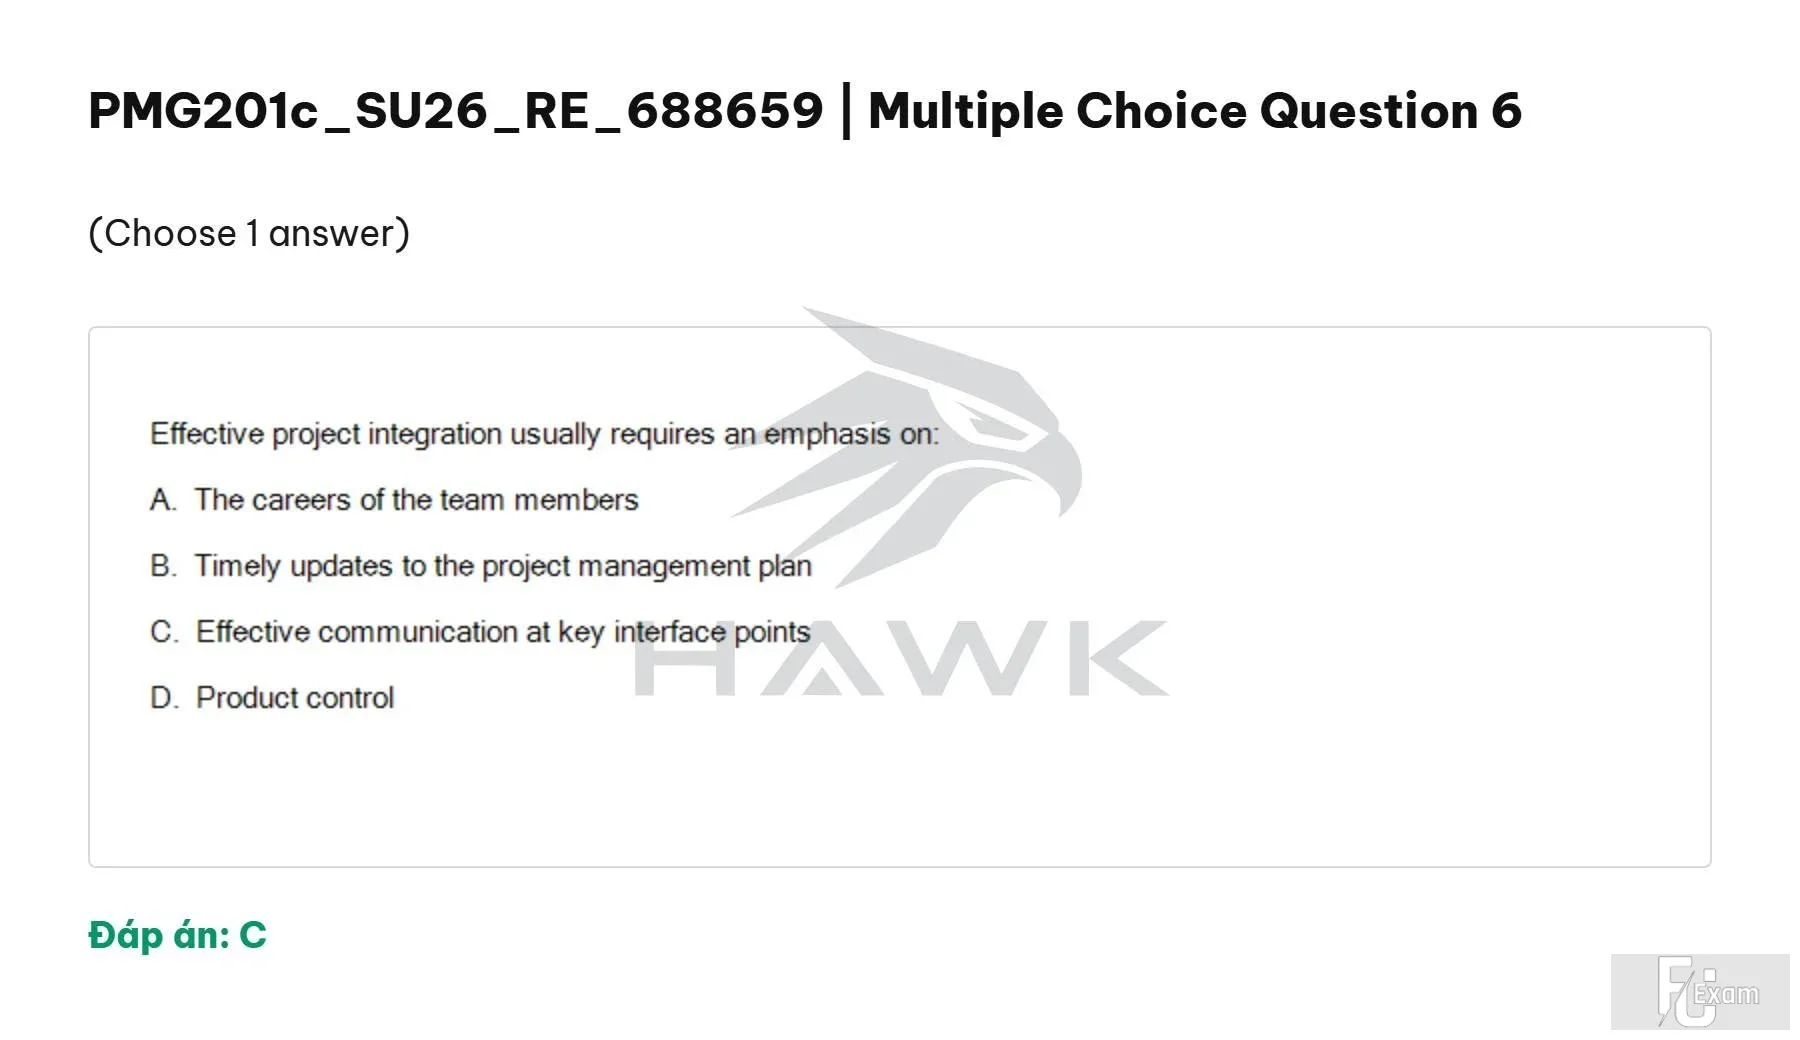 PMG201c_SU26_RE_688659 | Multiple Choice Question 6
(Choose 1 answer)
Effective project integration usually requires an emphasis on:
A. The careers of the team members
B. Timely updates to the project management plan
C. Effective communication at key interface points
D. Product control
HAWK
Đáp án: C
FU Exam